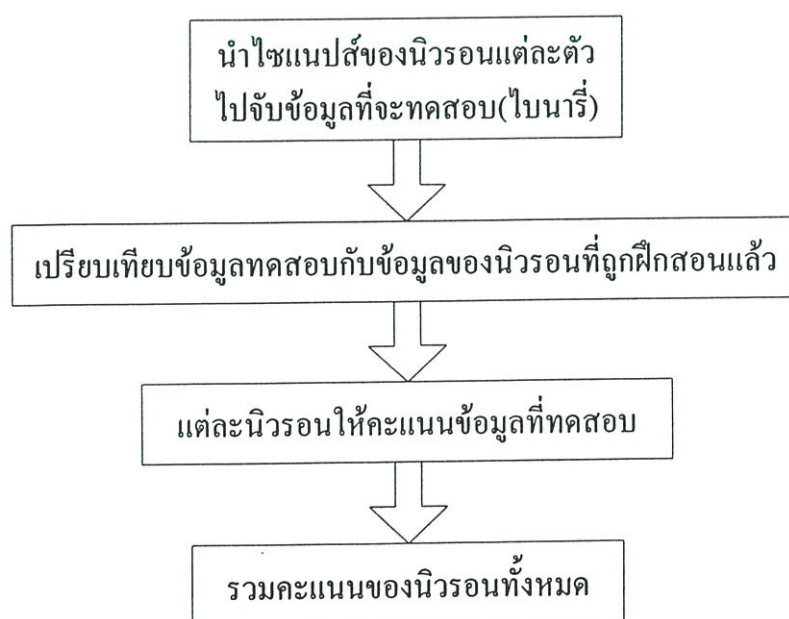 นำไซแนปส์ของนิวรอนแต่ละตัว
ไปจับข้อมูลที่จะทดสอบ(ไบนารี่)
เปรียบเทียบข้อมูลทดสอบกับข้อมูลของนิวรอนที่ถูกฝึกสอนแล้ว
แต่ละนิวรอนให้คะแนนข้อมูลที่ทดสอบ
รวมคะแนนของนิวรอนทั้งหมด